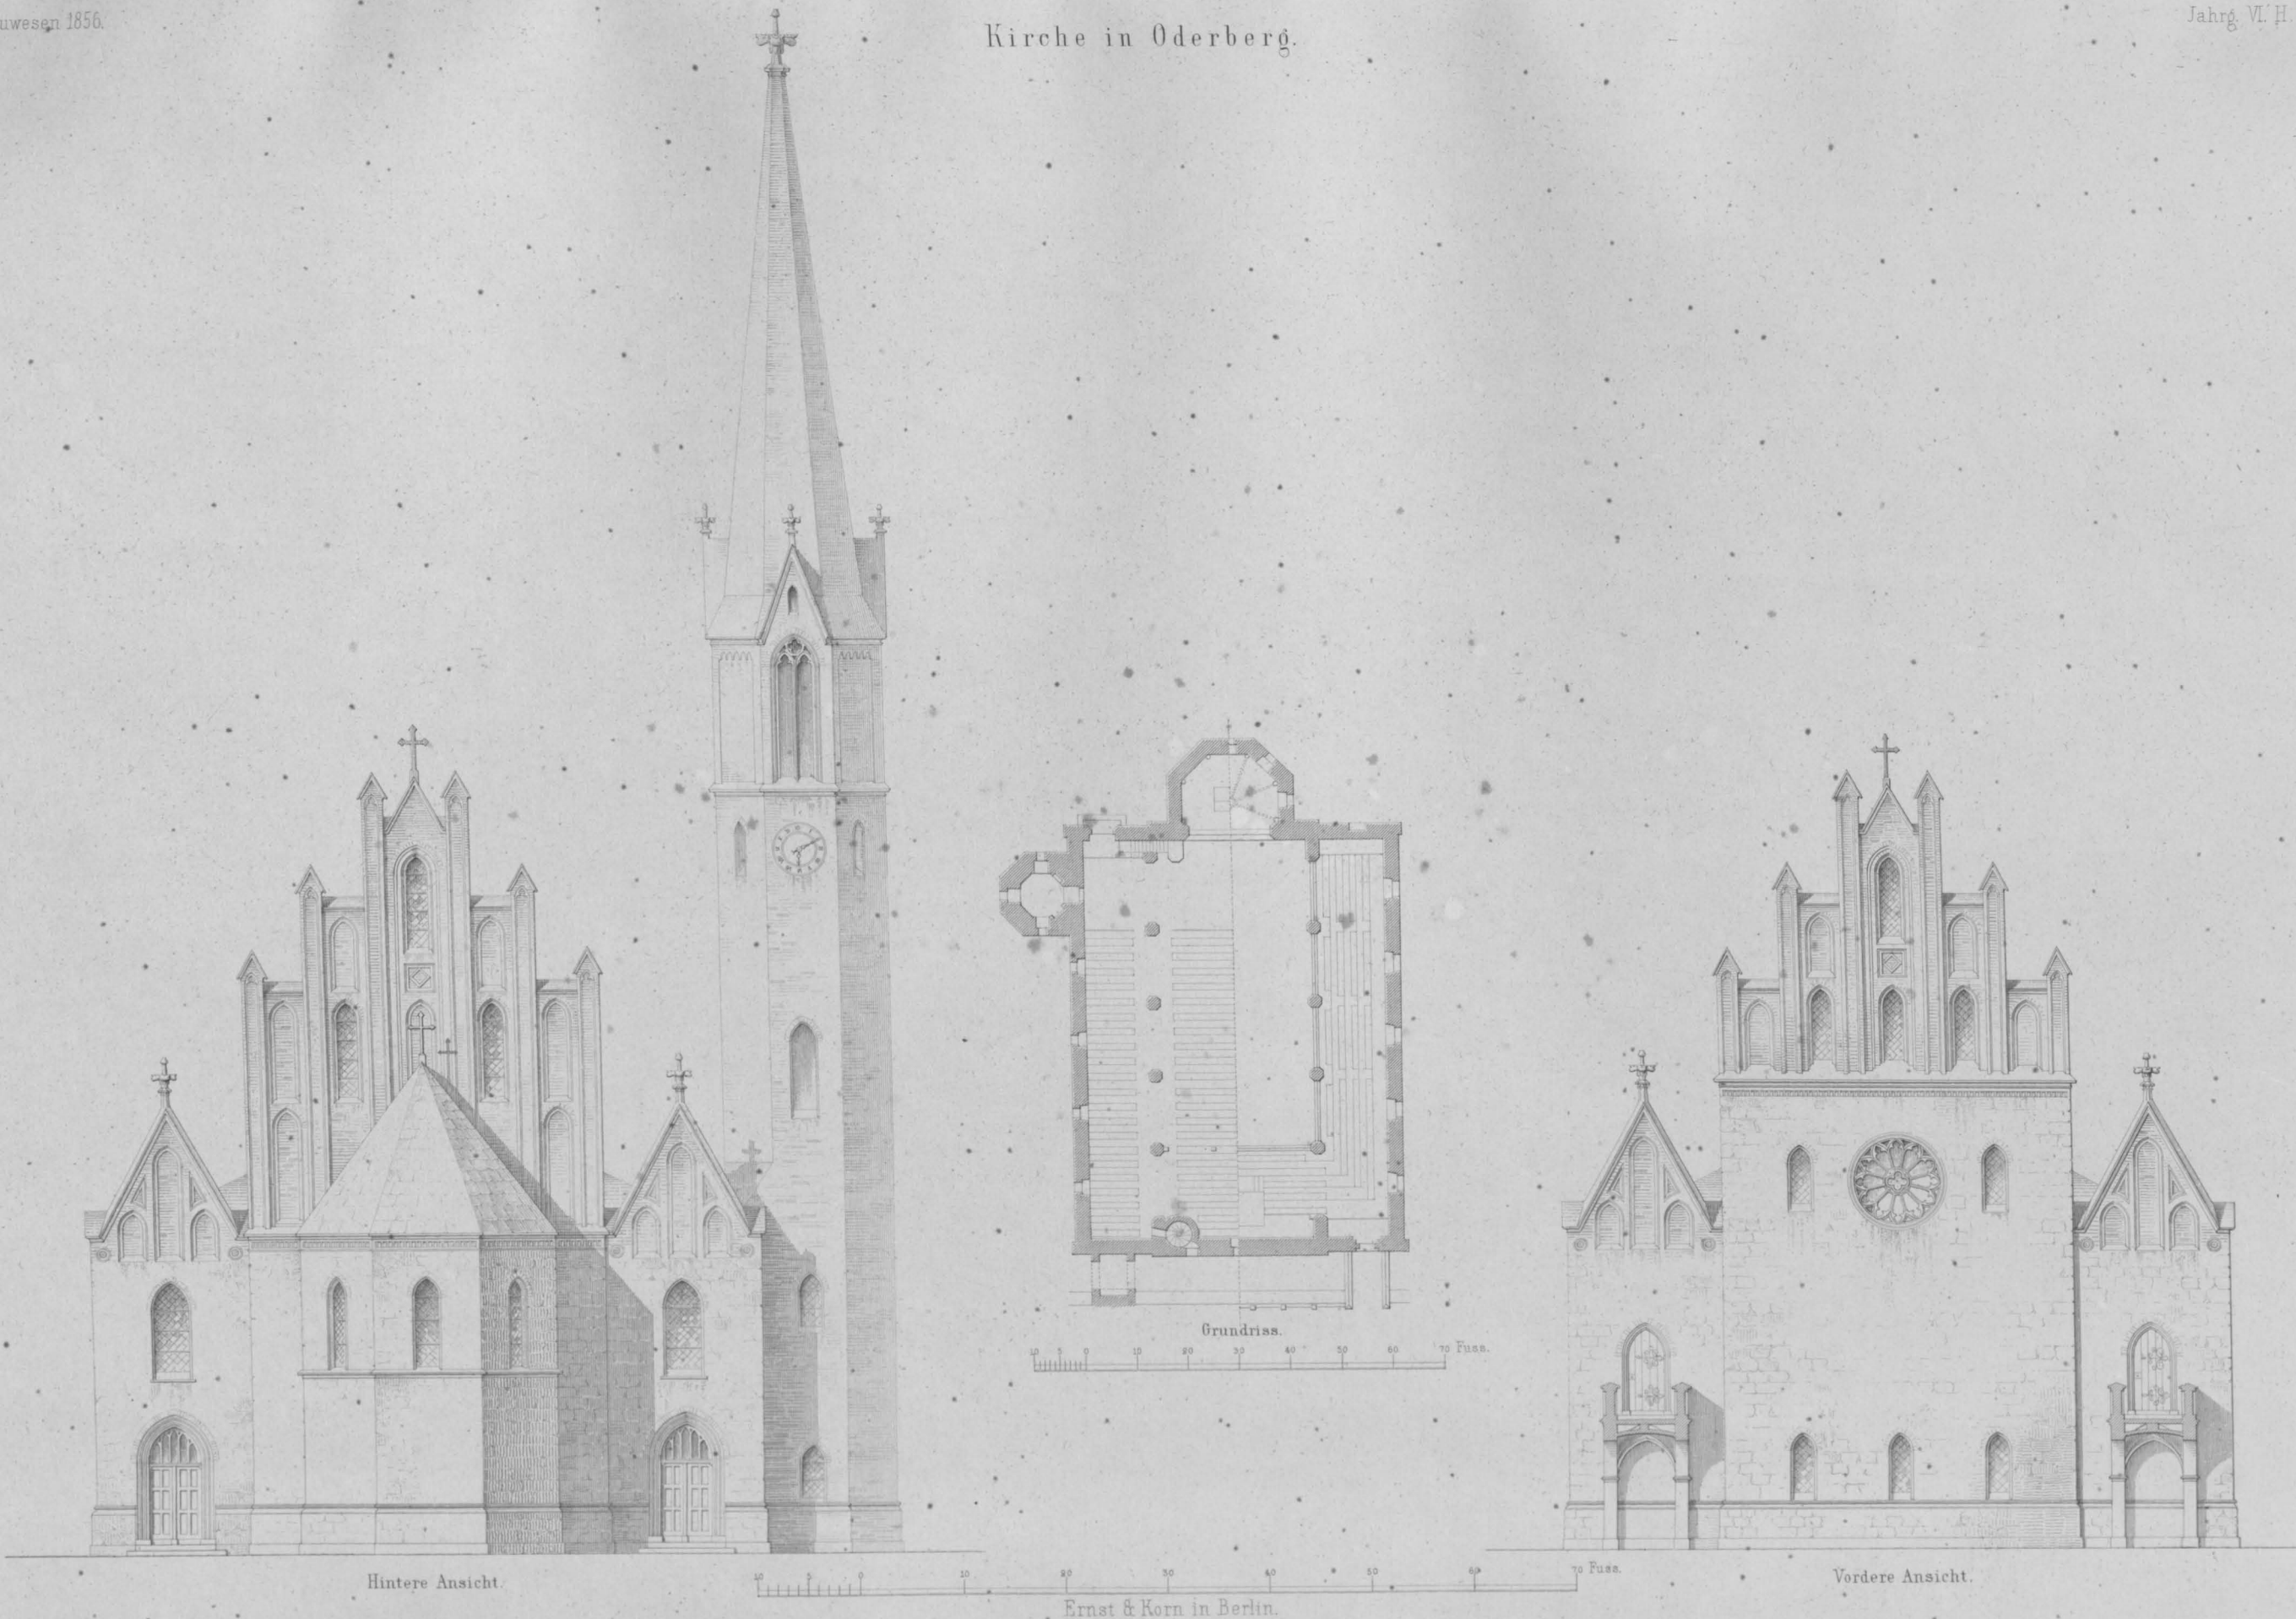 uwesen 1856.
Kirche in Oderberg.
Jahrg. VI. H.
Grundriss.
10 5 0 10 20 30 40 50 60 70 Fuss.
Hintere Ansicht.
10 5 0 10 20 30 40 50 60 70 Fuss.
Vordere Ansicht.
Ernst & Korn in Berlin.